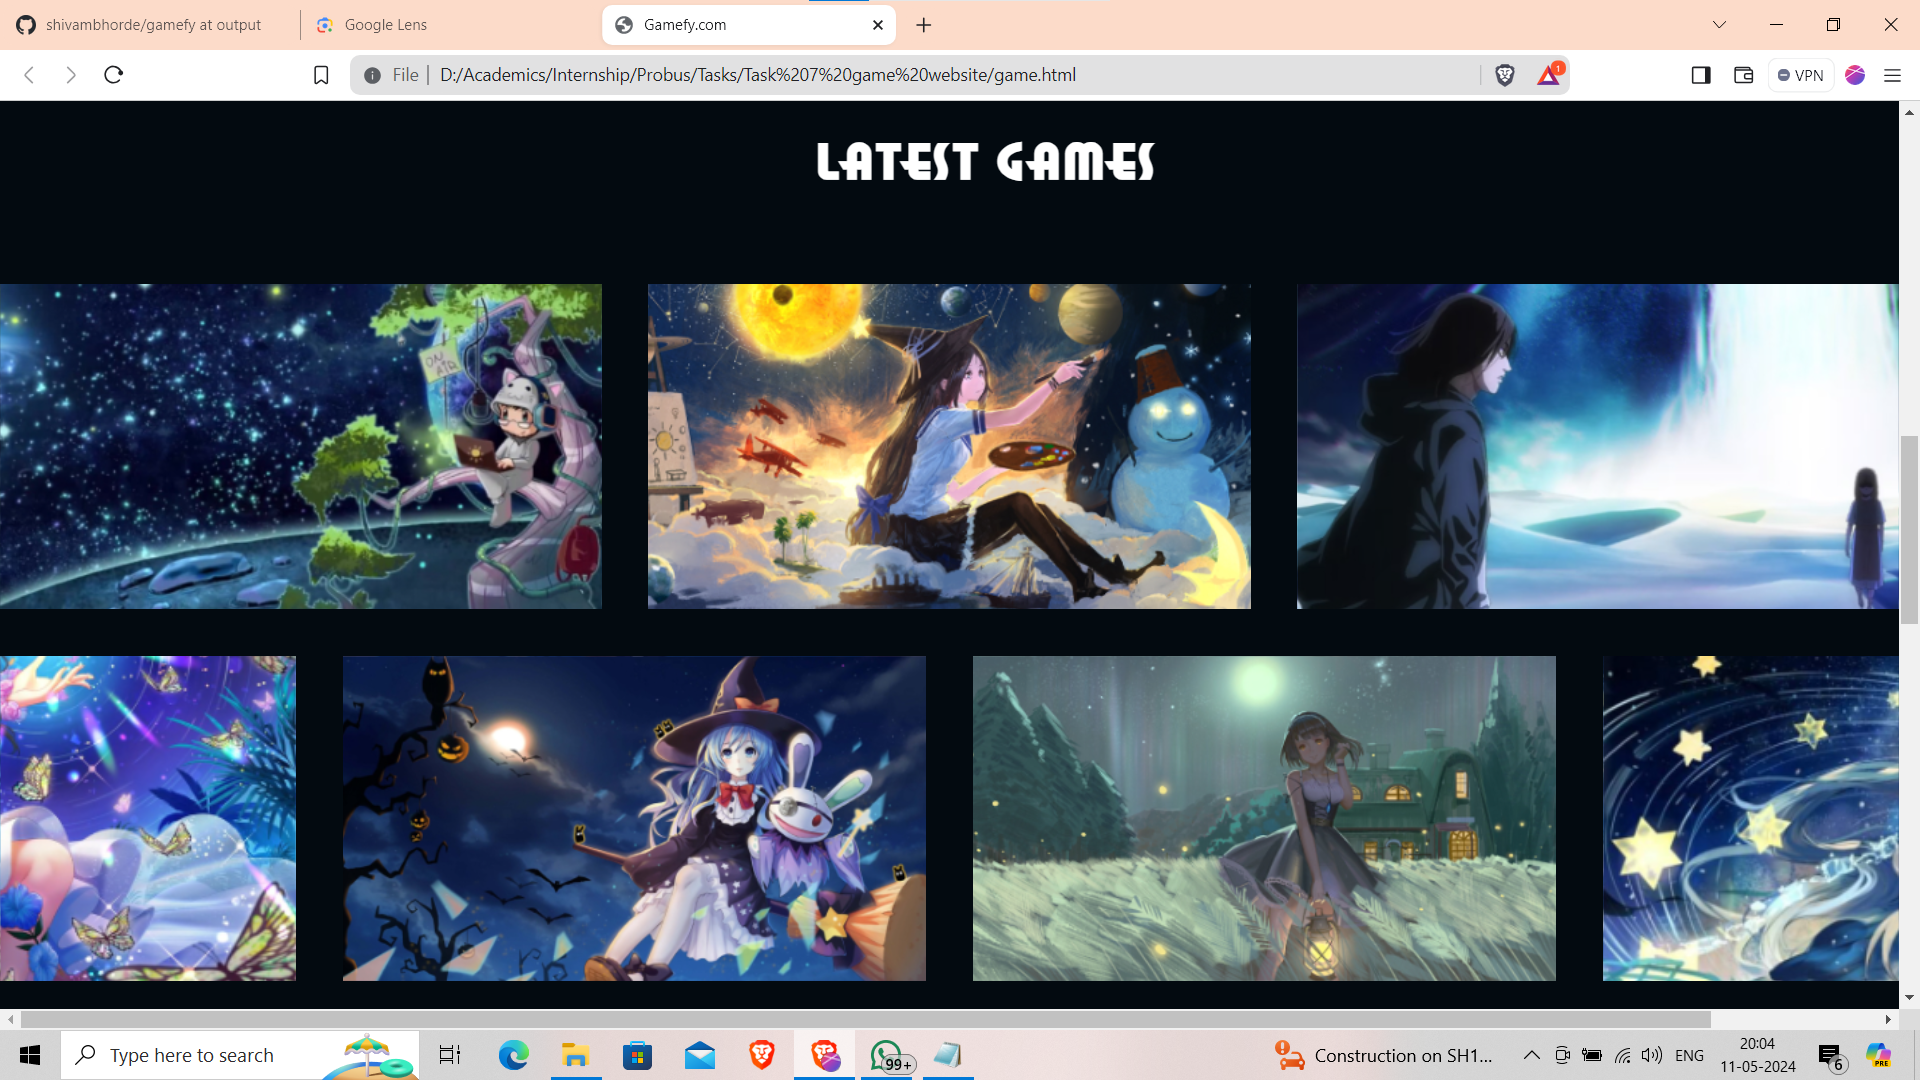 shivambhorde/gamefy at output
Google Lens
Gamefy.com
File
D:/Academics/Internship/Probus/Tasks/Task%207%20game%20website/game.html
1
VPN
LATEST GAMES
ON
AIR
Type here to search
99+
Construction on SH1...
ENG
20:04
11-05-2024
6
PRE